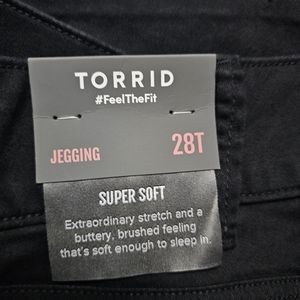 TORRID
#FeelTheFit
JEGGING 28T
SUPER SOFT
Extraordinary stretch and a
buttery, brushed feeling
that's soft enough to sleep in.